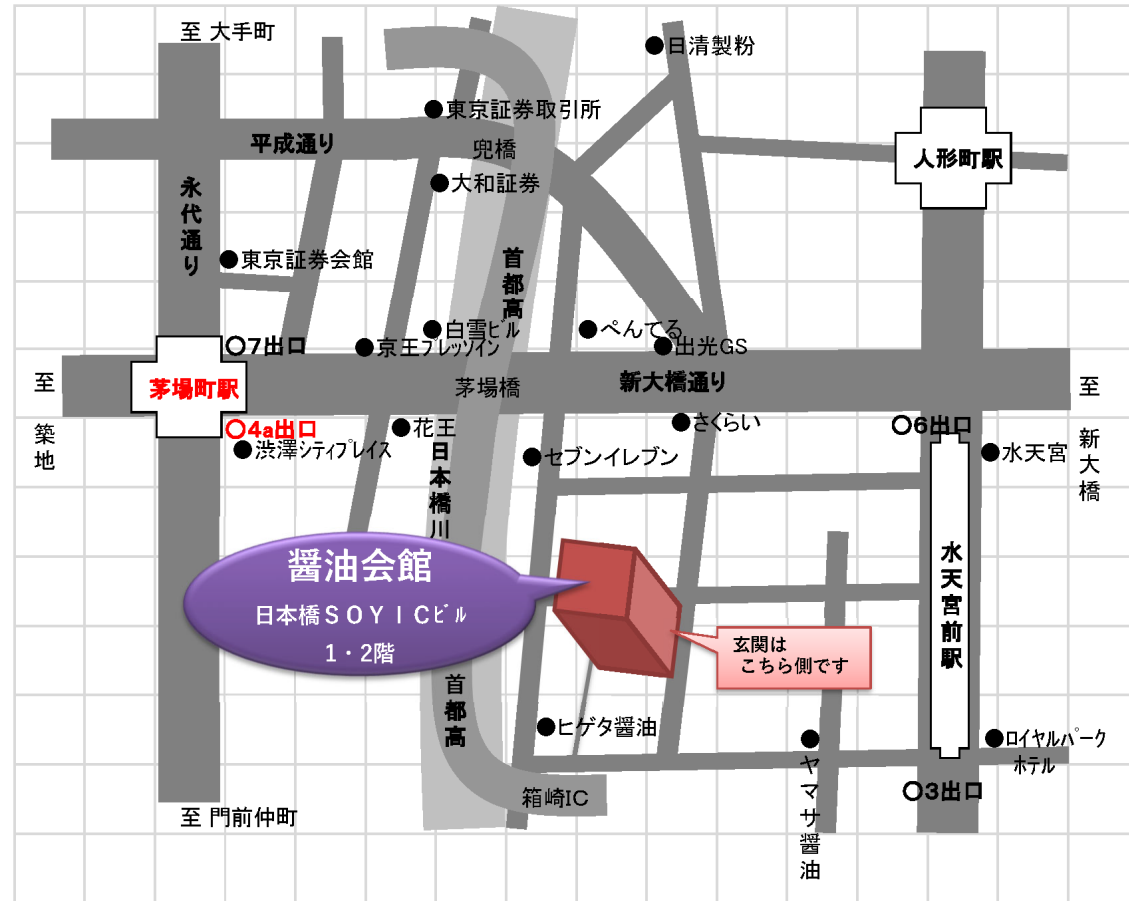 至 大手町
日清製粉
東京証券取引所
平成通り
兜橋
人形町駅
大和証券
永代通り
東京証券会館
首都高
白雪ビル
ぺんてる
7出口
京王プレッソイン
出光GS
至
茅場町駅
茅場橋
新大橋通り
至
築地
4a出口
花王
さくらい
6出口
新大橋
渋澤シティプレイス
日本橋川
セブンイレブン
水天宮
醤油会館
日本橋SOYICビル
1・2階
水天宮前駅
玄関は
こちら側です
首都高
ヒゲタ醤油
ヤマサ醤油
ロイヤルパーク
ホテル
箱崎IC
3出口
至 門前仲町